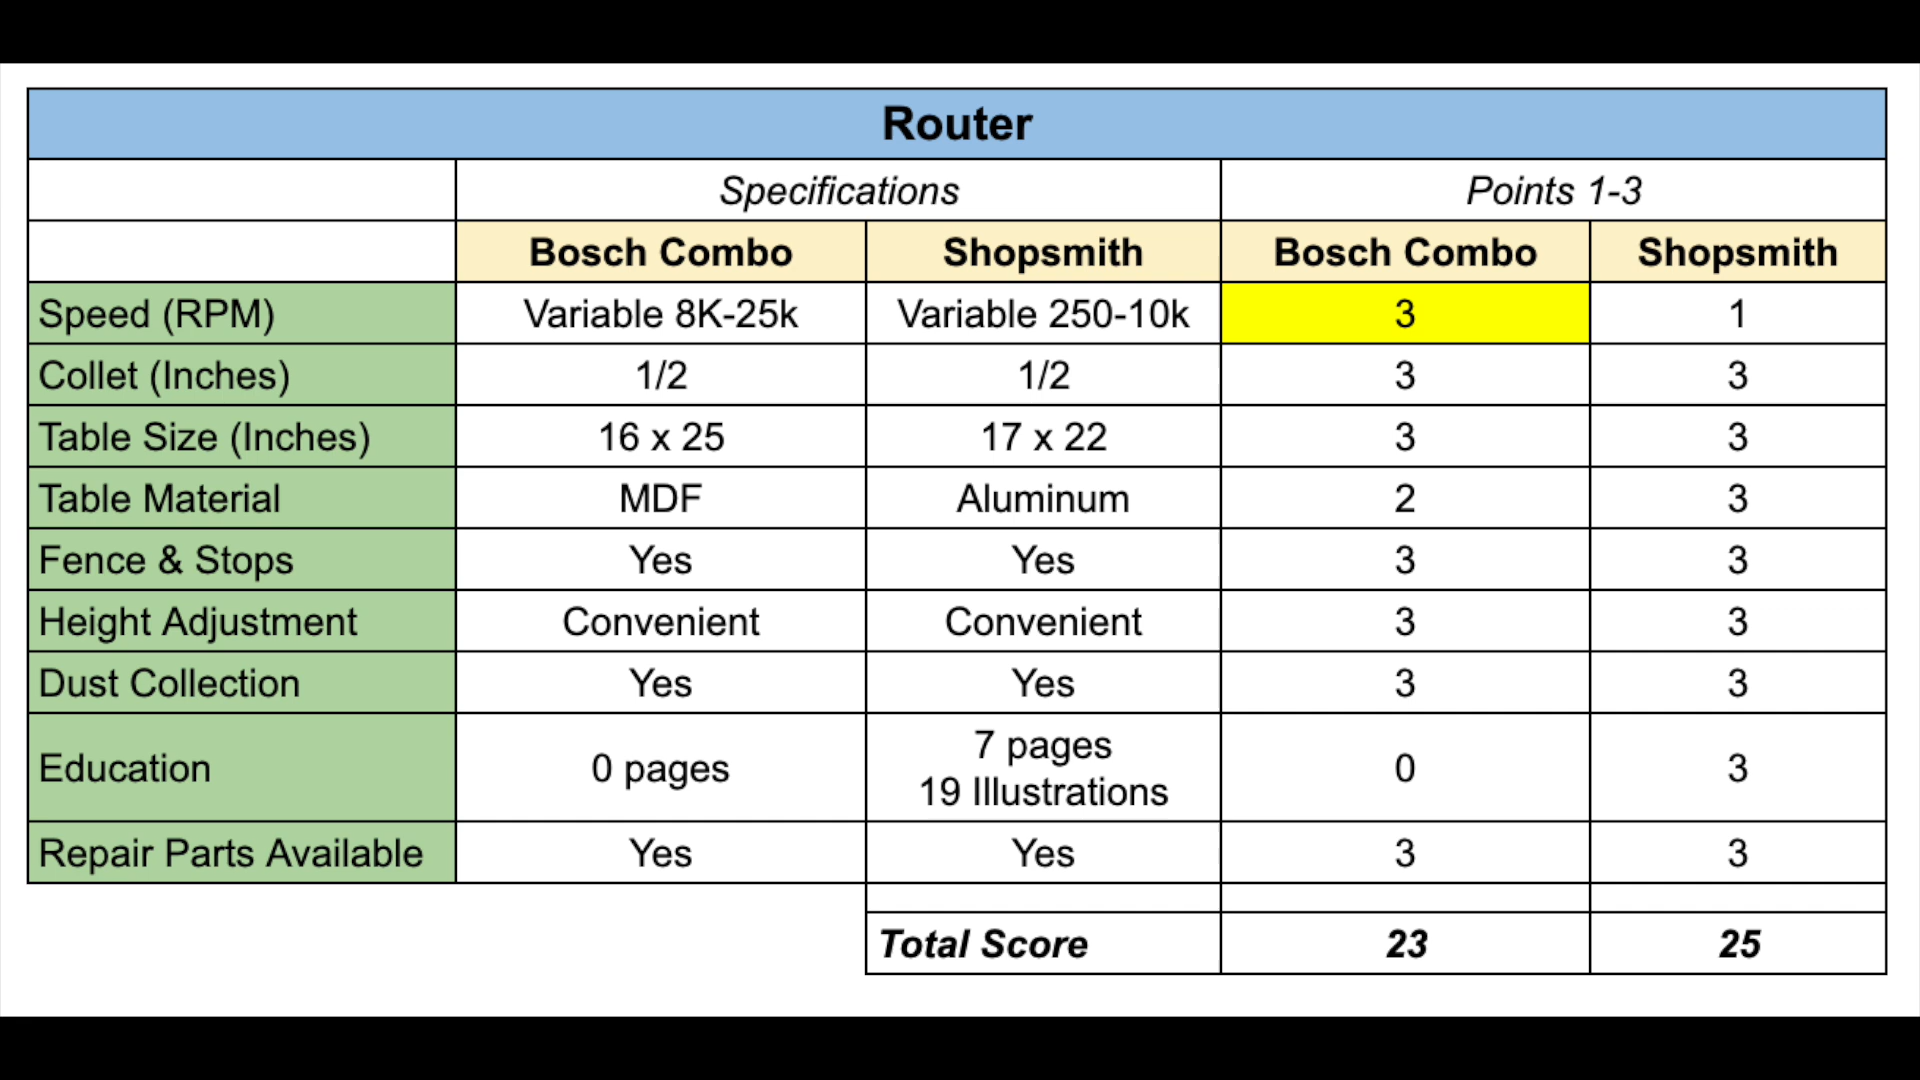 Router
Specifications Points 1-3
Bosch Combo Shopsmith Bosch Combo Shopsmith
Speed (RPM) Variable 8K-25k Variable 250-10k 3 1
Collet (Inches) 1/2 1/2 3 3
Table Size (Inches) 16 x 25 17 x 22 3 3
Table Material MDF Aluminum 2 3
Fence & Stops Yes Yes 3 3
Height Adjustment Convenient Convenient 3 3
Dust Collection Yes Yes 3 3
Education 0 pages 7 pages 0 3
19 Illustrations
Repair Parts Available Yes Yes 3 3
Total Score 23 25